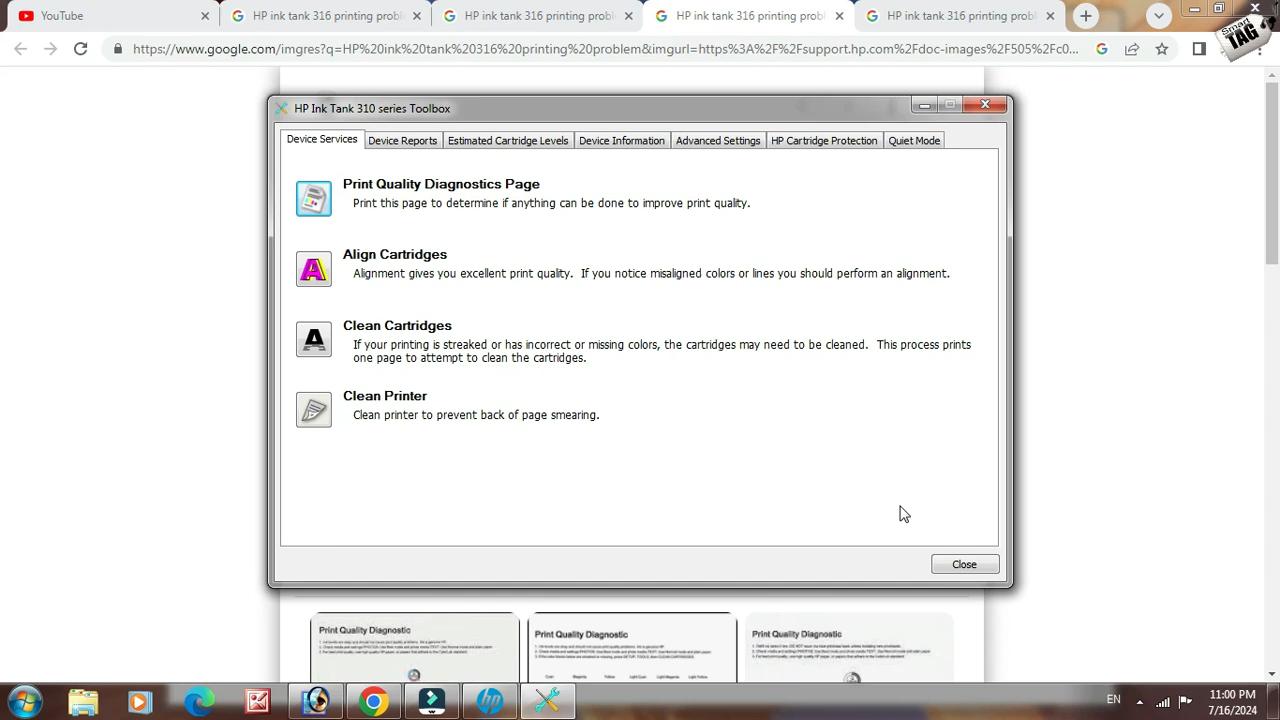 YouTube
HP ink tank 316 printing probl
HP ink tank 316 printing probl
HP ink tank 316 printing probl
HP ink tank 316 printing probl
Smart
TAG
https://www.google.com/imgres?q=HP%20ink%20tank%20316%20printing%20problem&imgurl=https%3A%2F%2Fsupport.hp.com%2Fdoc-images%2F505%2Fc0...
HP Ink Tank 310 series Toolbox
Device Services
Device Reports
Estimated Cartridge Levels
Device Information
Advanced Settings
HP Cartridge Protection
Quiet Mode
Print Quality Diagnostics Page
Print this page to determine if anything can be done to improve print quality.
Align Cartridges
Alignment gives you excellent print quality. If you notice misaligned colors or lines you should perform an alignment.
Clean Cartridges
If your printing is streaked or has incorrect or missing colors, the cartridges may need to be cleaned. This process prints
one page to attempt to clean the cartridges.
Clean Printer
Clean printer to prevent back of page smearing.
Close
Print Quality Diagnostic
Print Quality Diagnostic
Print Quality Diagnostic
EN
11:00 PM
7/16/2024